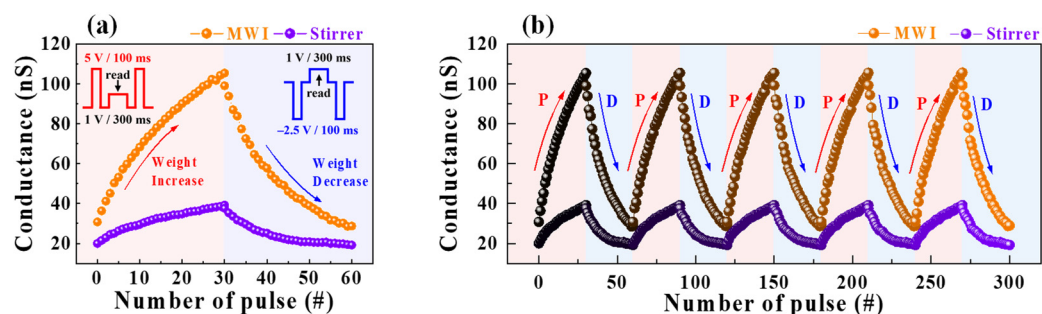 (a)
MWI
Stirrer
120
100
80
60
40
20
Conductance (nS)
5 V / 100 ms
read
1 V / 300 ms
1 V / 300 ms
read
–2.5 V / 100 ms
Weight
Increase
Weight
Decrease
0
10
20
30
40
50
60
Number of pulse (#)
(b)
MWI
Stirrer
120
100
80
60
40
20
Conductance (nS)
P
D
P
D
P
D
P
D
P
D
0
50
100
150
200
250
300
Number of pulse (#)